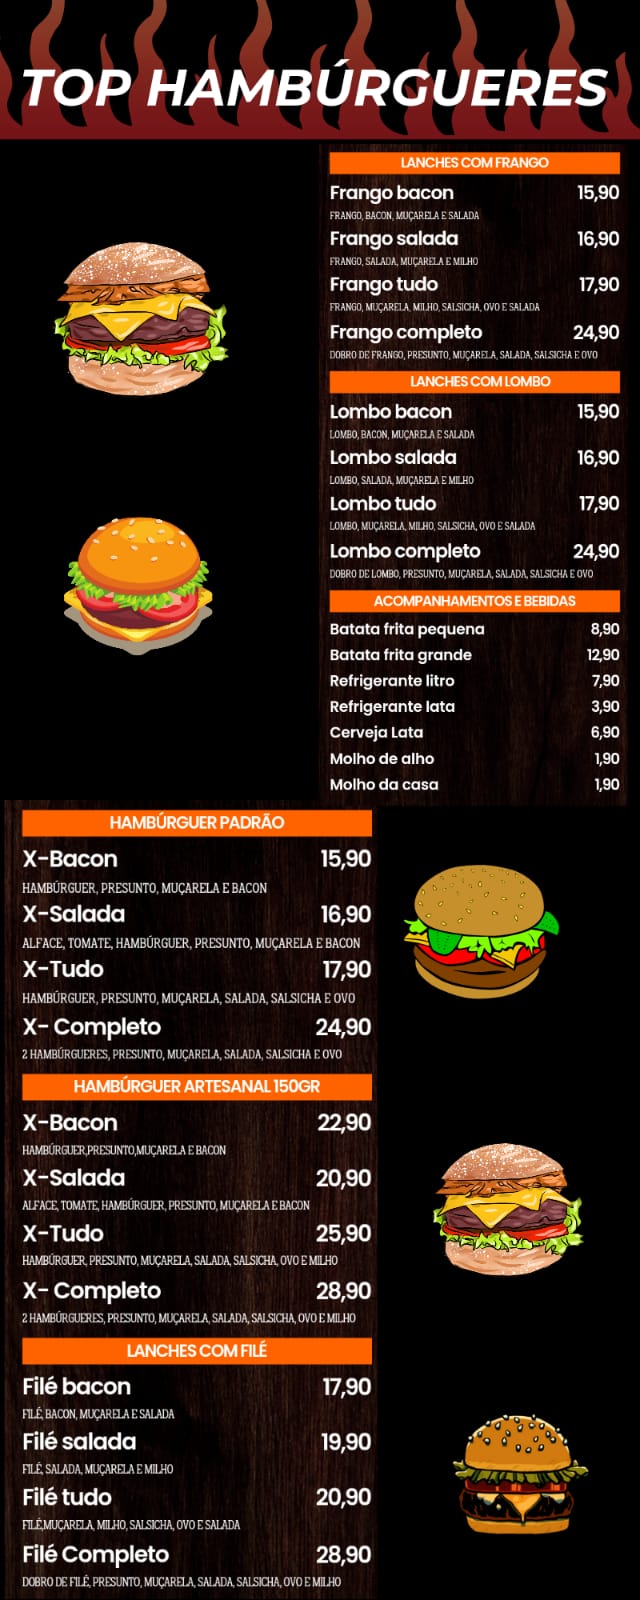 TOP HAMBÚRGUERES
LANCHES COM FRANGO
Frango bacon 15,90
FRANGO, BACON, MUÇARELA E SALADA
Frango salada 16,90
FRANGO, SALADA, MUÇARELA E MILHO
Frango tudo 17,90
FRANGO, MUÇARELA, MILHO, SALSICHA, OVO E SALADA
Frango completo 24,90
DOBRO DE FRANGO, PRESUNTO, MUÇARELA, SALADA, SALSICHA E OVO
LANCHES COM LOMBO
Lombo bacon 15,90
LOMBO, BACON, MUÇARELA E SALADA
Lombo salada 16,90
LOMBO, SALADA, MUÇARELA E MILHO
Lombo tudo 17,90
LOMBO, MUÇARELA, MILHO, SALSICHA, OVO E SALADA
Lombo completo 24,90
DOBRO DE LOMBO, PRESUNTO, MUÇARELA, SALADA, SALSICHA E OVO
ACOMPANHAMENTOS E BEBIDAS
Batata frita pequena 8,90
Batata frita grande 12,90
Refrigerante litro 7,90
Refrigerante lata 3,90
Cerveja Lata 6,90
Molho de alho 1,90
Molho da casa 1,90
HAMBÚRGUER PADRÃO
X-Bacon 15,90
HAMBÚRGUER, PRESUNTO, MUÇARELA E BACON
X-Salada 16,90
ALFACE, TOMATE, HAMBÚRGUER, PRESUNTO, MUÇARELA E BACON
X-Tudo 17,90
HAMBÚRGUER, PRESUNTO, MUÇARELA, SALADA, SALSICHA E OVO
X- Completo 24,90
2 HAMBÚRGUERES, PRESUNTO, MUÇARELA, SALADA, SALSICHA E OVO
HAMBÚRGUER ARTESANAL 150GR
X-Bacon 22,90
HAMBÚRGUER,PRESUNTO,MUÇARELA E BACON
X-Salada 20,90
ALFACE, TOMATE, HAMBÚRGUER, PRESUNTO, MUÇARELA E BACON
X-Tudo 25,90
HAMBÚRGUER, PRESUNTO, MUÇARELA, SALADA, SALSICHA, OVO E MILHO
X- Completo 28,90
2 HAMBÚRGUERES, PRESUNTO, MUÇARELA, SALADA, SALSICHA, OVO E MILHO
LANCHES COM FILÉ
Filé bacon 17,90
FILÉ, BACON, MUÇARELA E SALADA
Filé salada 19,90
FILÉ, SALADA, MUÇARELA E MILHO
Filé tudo 20,90
FILÉ,MUÇARELA, MILHO, SALSICHA, OVO E SALADA
Filé Completo 28,90
DOBRO DE FILÉ, PRESUNTO, MUÇARELA, SALADA, SALSICHA, OVO E MILHO